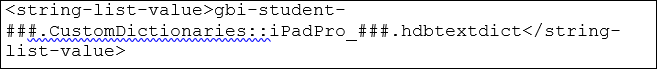 <string-list-value>gbi-student-
###.CustomDictionaries::iPadPro_###.hdbtextdict</string-
list-value>